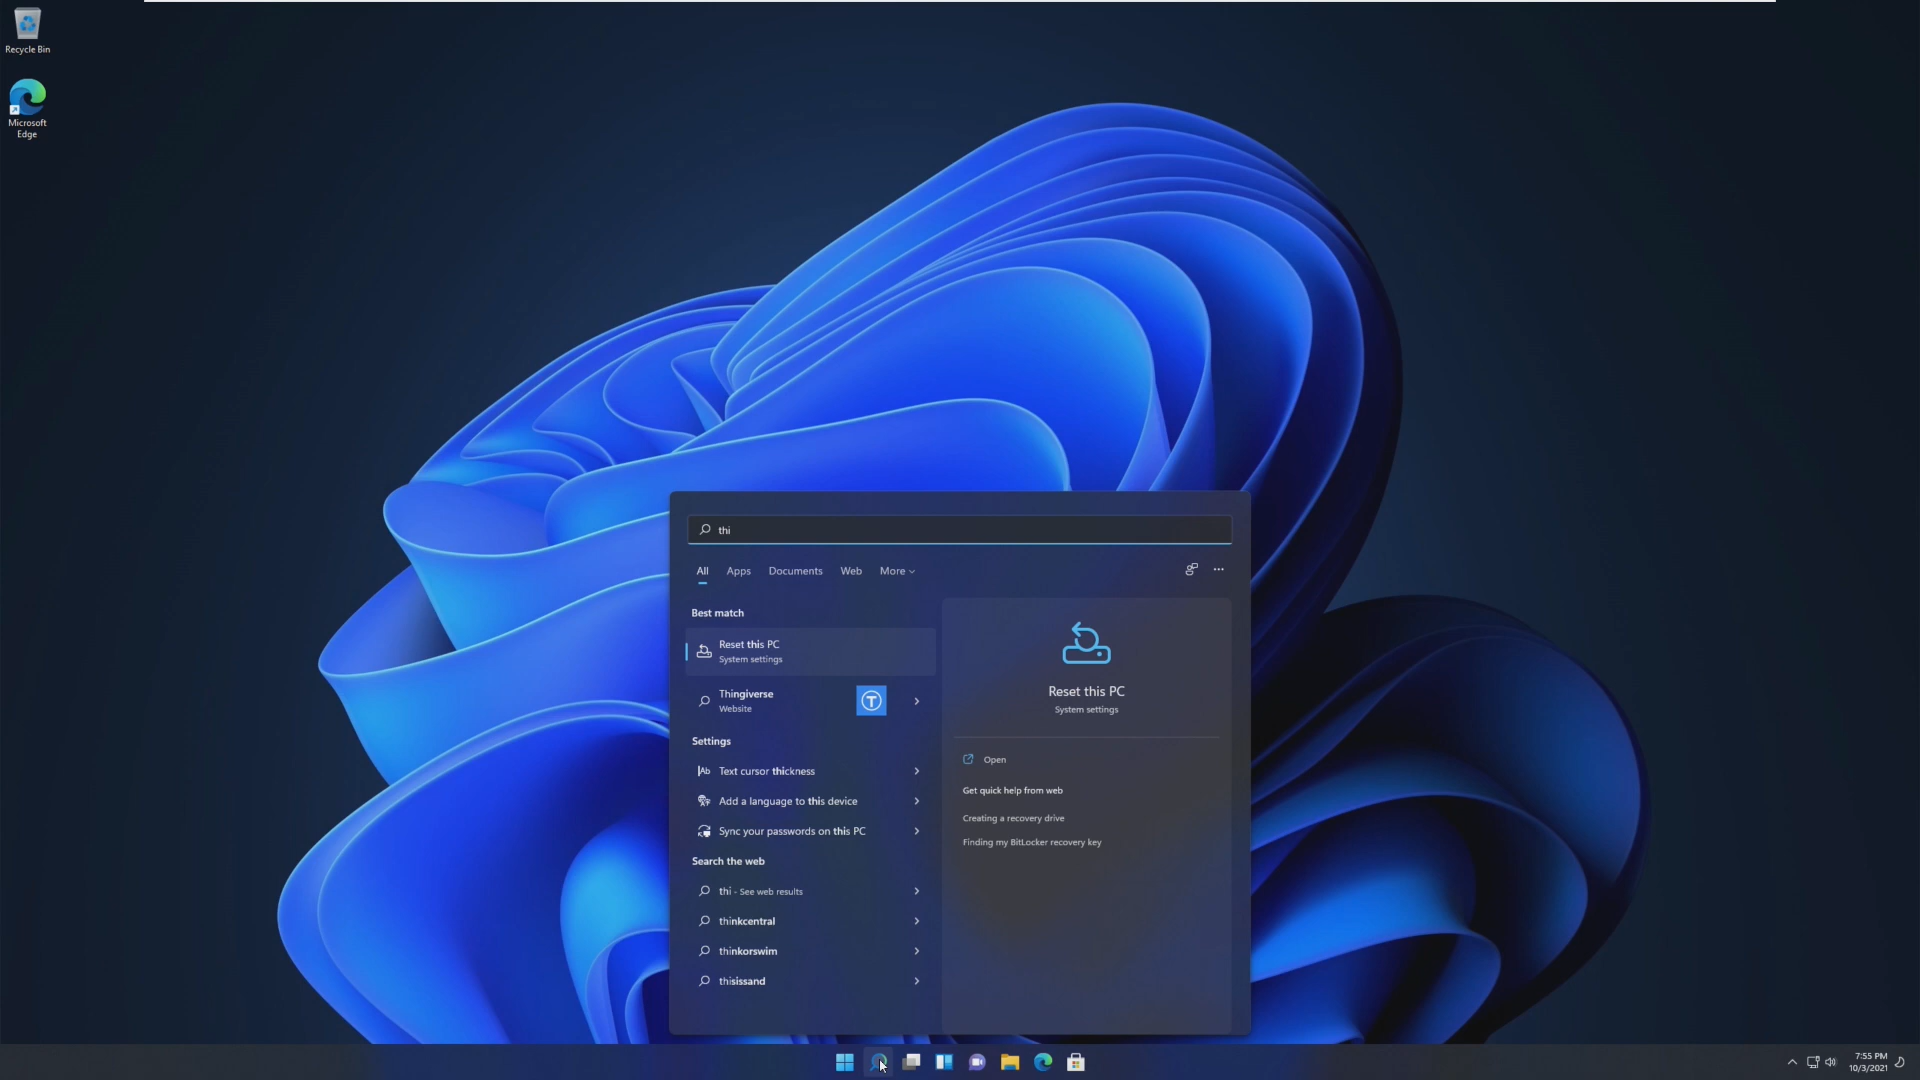 Recycle Bin
Microsoft
Edge
thi
All Apps Documents Web More
Best match
Reset this PC
System settings
Thingiverse
Website
T
Settings
Ab Text cursor thickness
Add a language to this device
Sync your passwords on this PC
Search the web
thi - See web results
thinkcentral
thinkorswim
thisissand
Reset this PC
System settings
Open
Get quick help from web
Creating a recovery drive
Finding my BitLocker recovery key
7:55 PM
10/3/2021